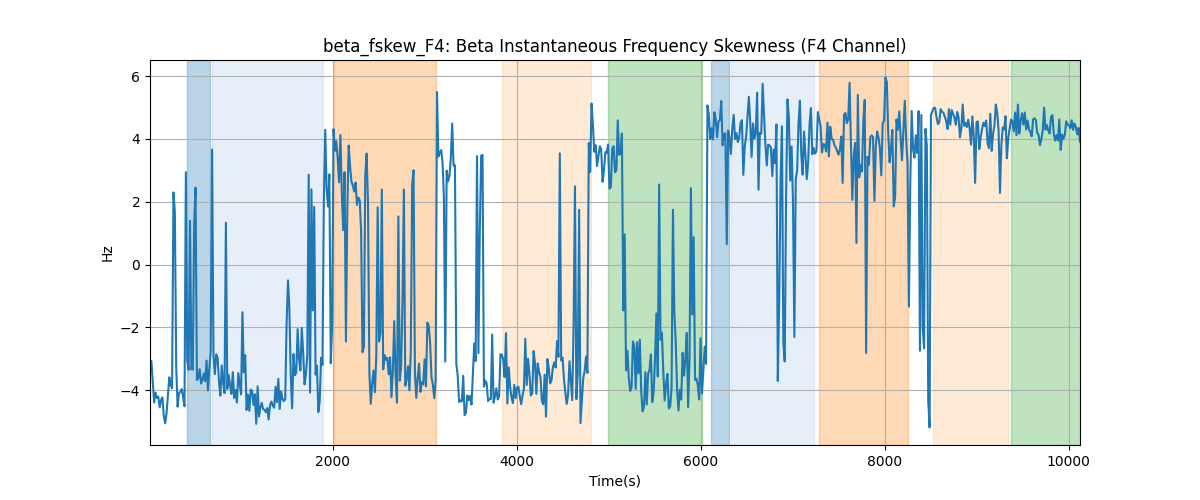 beta_fskew_F4: Beta Instantaneous Frequency Skewness (F4 Channel)
6
4
2
0
−2
−4
Hz
2000 4000 6000 8000 10000
Time(s)